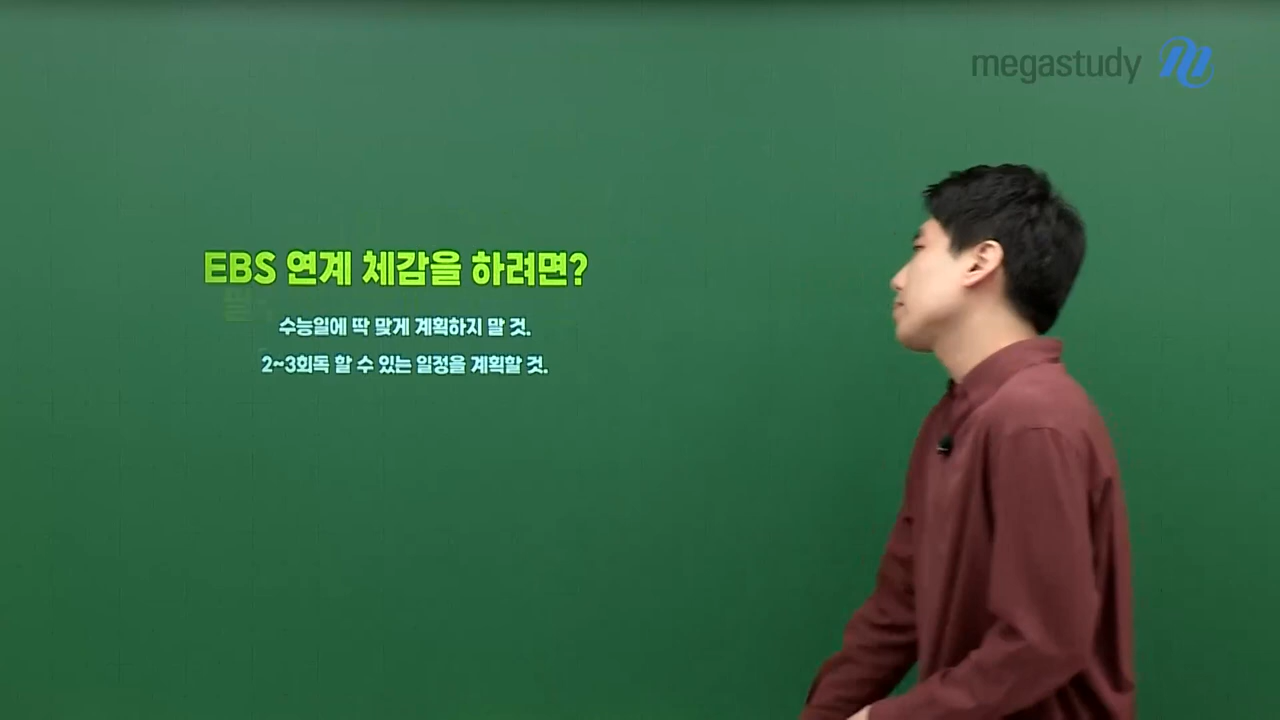 megastudy
EBS 연계 체감을 하려면?
수능일에 딱 맞게 계획하지 말 것.
2~3회독 할 수 있는 일정을 계획할 것.